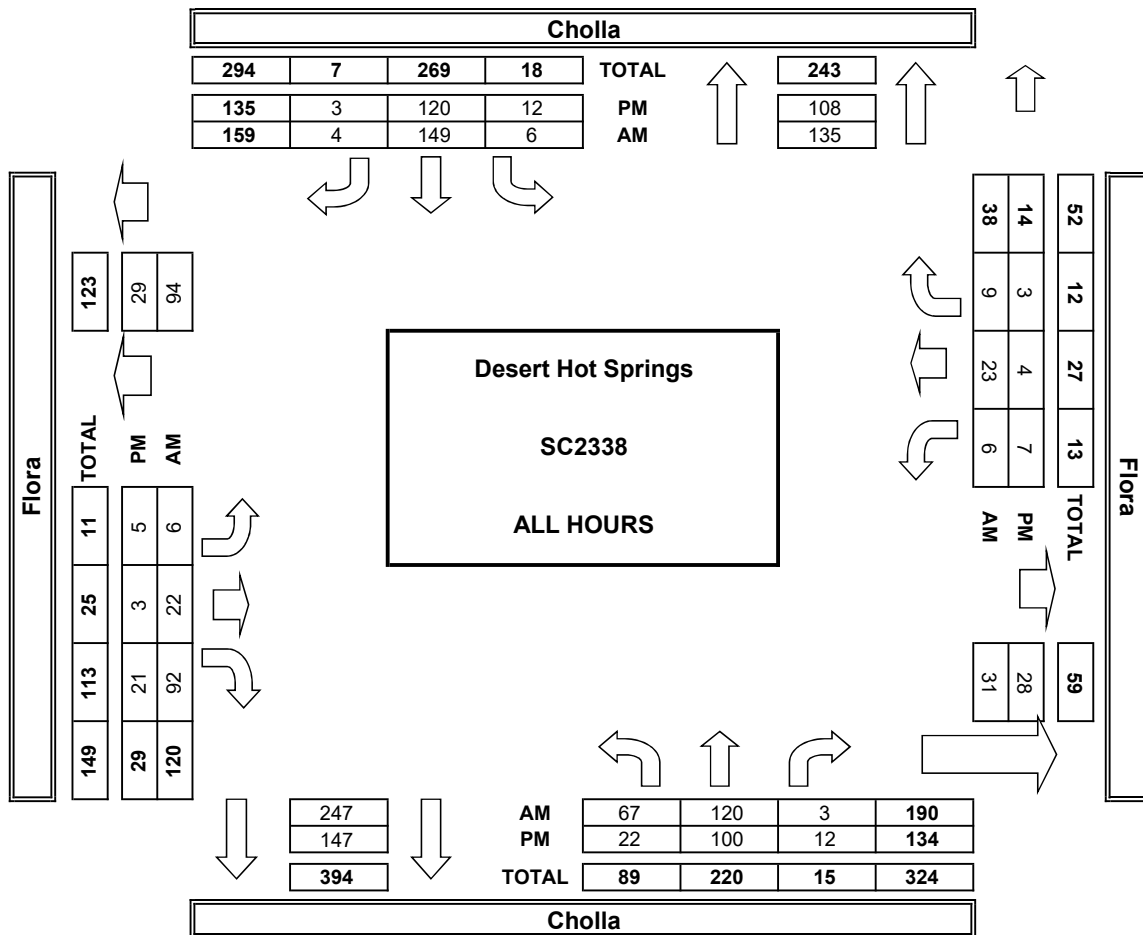 Cholla
294 7 269 18 TOTAL 243
135 3 120 12 PM 108
159 4 149 6 AM 135
Flora
123 29 94
TOTAL PM AM
11 5 6
25 3 22
113 21 92
149 29 120
Desert Hot Springs
SC2338
ALL HOURS
38 14 52
9 3 12
23 4 27
6 7 13
AM PM TOTAL
31 28 59
Flora
247 AM 67 120 3 190
147 PM 22 100 12 134
394 TOTAL 89 220 15 324
Cholla